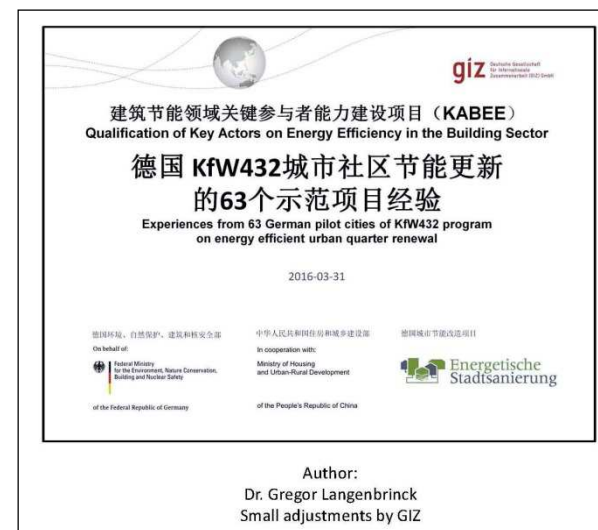 giz Deutsche Gesellschaft
für Internationale
Zusammenarbeit (GIZ) GmbH
建筑节能领域关键参与者能力建设项目（KABEE）
Qualification of Key Actors on Energy Efficiency in the Building Sector
德国 KfW432城市社区节能更新
的63个示范项目经验
Experiences from 63 German pilot cities of KfW432 program
on energy efficient urban quarter renewal
2016-03-31
德国环境、自然保护、建筑和核安全部
On behalf of:
Federal Ministry
for the Environment, Nature Conservation,
Building and Nuclear Safety
of the Federal Republic of Germany
中华人民共和国住房和城乡建设部
In cooperation with:
Ministry of Housing
and Urban-Rural Development
of the People's Republic of China
德国城市节能改造项目
Energetische
Stadtsanierung
Author:
Dr. Gregor Langenbrinck
Small adjustments by GIZ